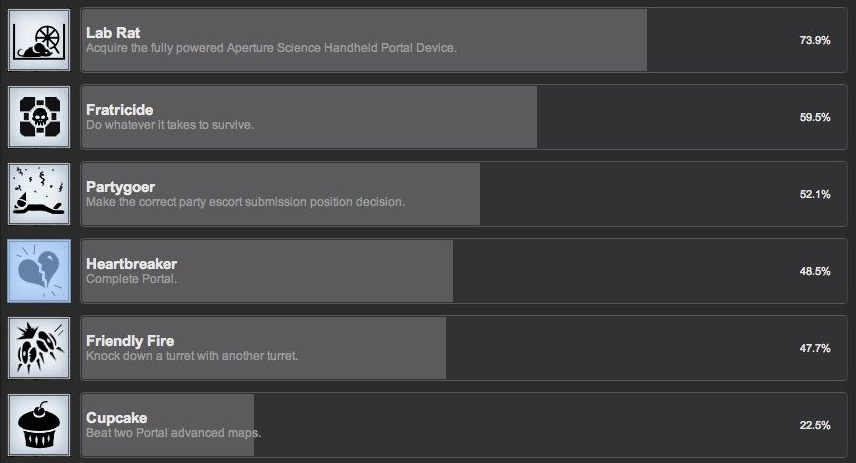 Lab Rat
Acquire the fully powered Aperture Science Handheld Portal Device.
73.9%
Fratricide
Do whatever it takes to survive.
59.5%
Partygoer
Make the correct party escort submission position decision.
52.1%
Heartbreaker
Complete Portal.
48.5%
Friendly Fire
Knock down a turret with another turret.
47.7%
Cupcake
Beat two Portal advanced maps.
22.5%